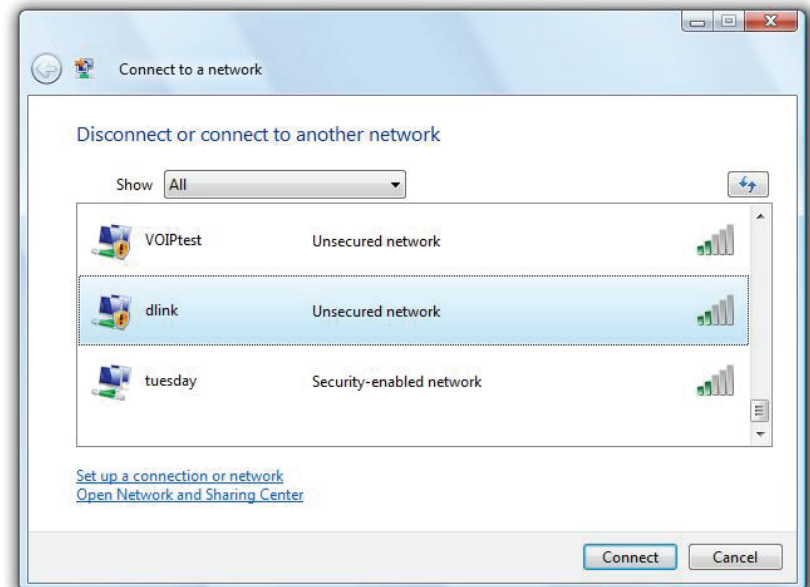 Connect to a network
Disconnect or connect to another network
Show All
VOIPtest Unsecured network
dlink Unsecured network
tuesday Security-enabled network
Set up a connection or network
Open Network and Sharing Center
Connect Cancel